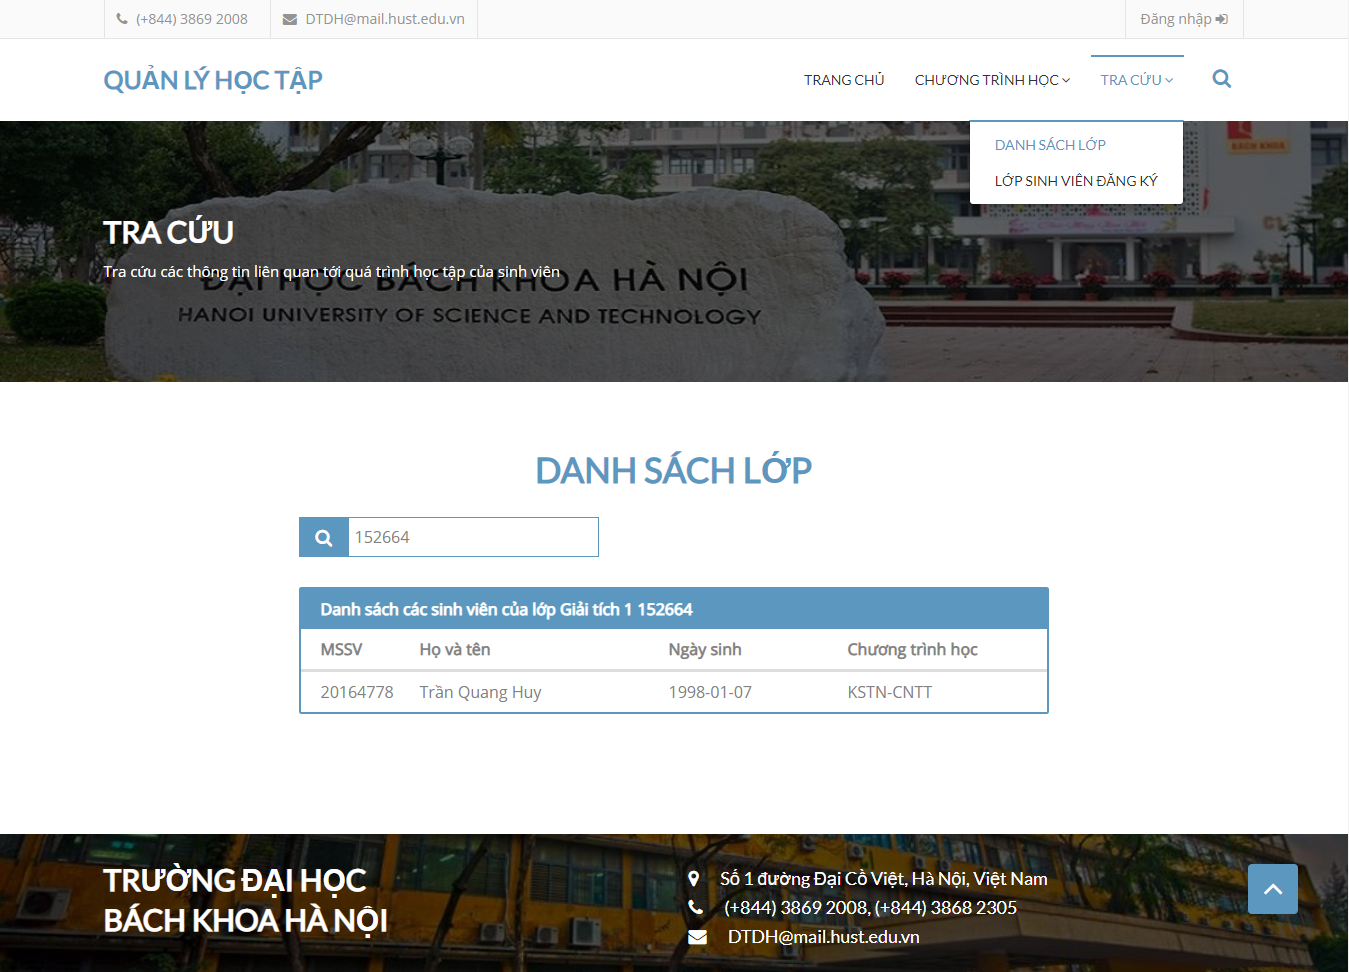 (+844) 3869 2008
DTDH@mail.hust.edu.vn
Đăng nhập
QUẢN LÝ HỌC TẬP
TRANG CHỦ
CHƯƠNG TRÌNH HỌC
TRA CỨU
DANH SÁCH LỚP
LỚP SINH VIÊN ĐĂNG KÝ
BÁCH KHOA
TRA CỨU
Tra cứu các thông tin liên quan tới quá trình học tập của sinh viên
ĐẠI HỌC BÁCH KHOA HÀ NỘI
HANOI UNIVERSITY OF SCIENCE AND TECHNOLOGY
DANH SÁCH LỚP
152664
Danh sách các sinh viên của lớp Giải tích 1 152664
MSSV Họ và tên Ngày sinh Chương trình học
20164778 Trần Quang Huy 1998-01-07 KSTN-CNTT
TRƯỜNG ĐẠI HỌC
BÁCH KHOA HÀ NỘI
Số 1 đường Đại Cồ Việt, Hà Nội, Việt Nam
(+844) 3869 2008, (+844) 3868 2305
DTDH@mail.hust.edu.vn